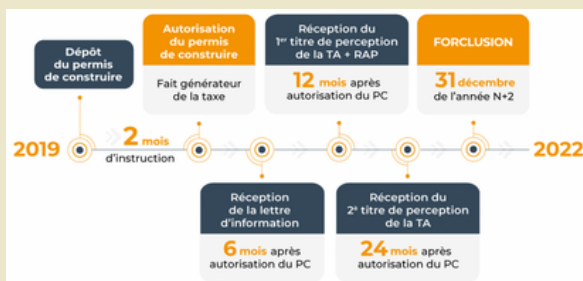 Dépôt
du permis
de construire
Autorisation
du permis
de construire
Fait générateur
de la taxe
Réception du
1er titre de perception
de la TA + RAP
12 mois après
autorisation du PC
FORCLUSION
31 décembre
de l'année N+2
2019
2 mois
d'instruction
2022
Réception
de la lettre
d'information
6 mois après
autorisation du PC
Réception du
2e titre de perception
de la TA
24 mois après
autorisation du PC